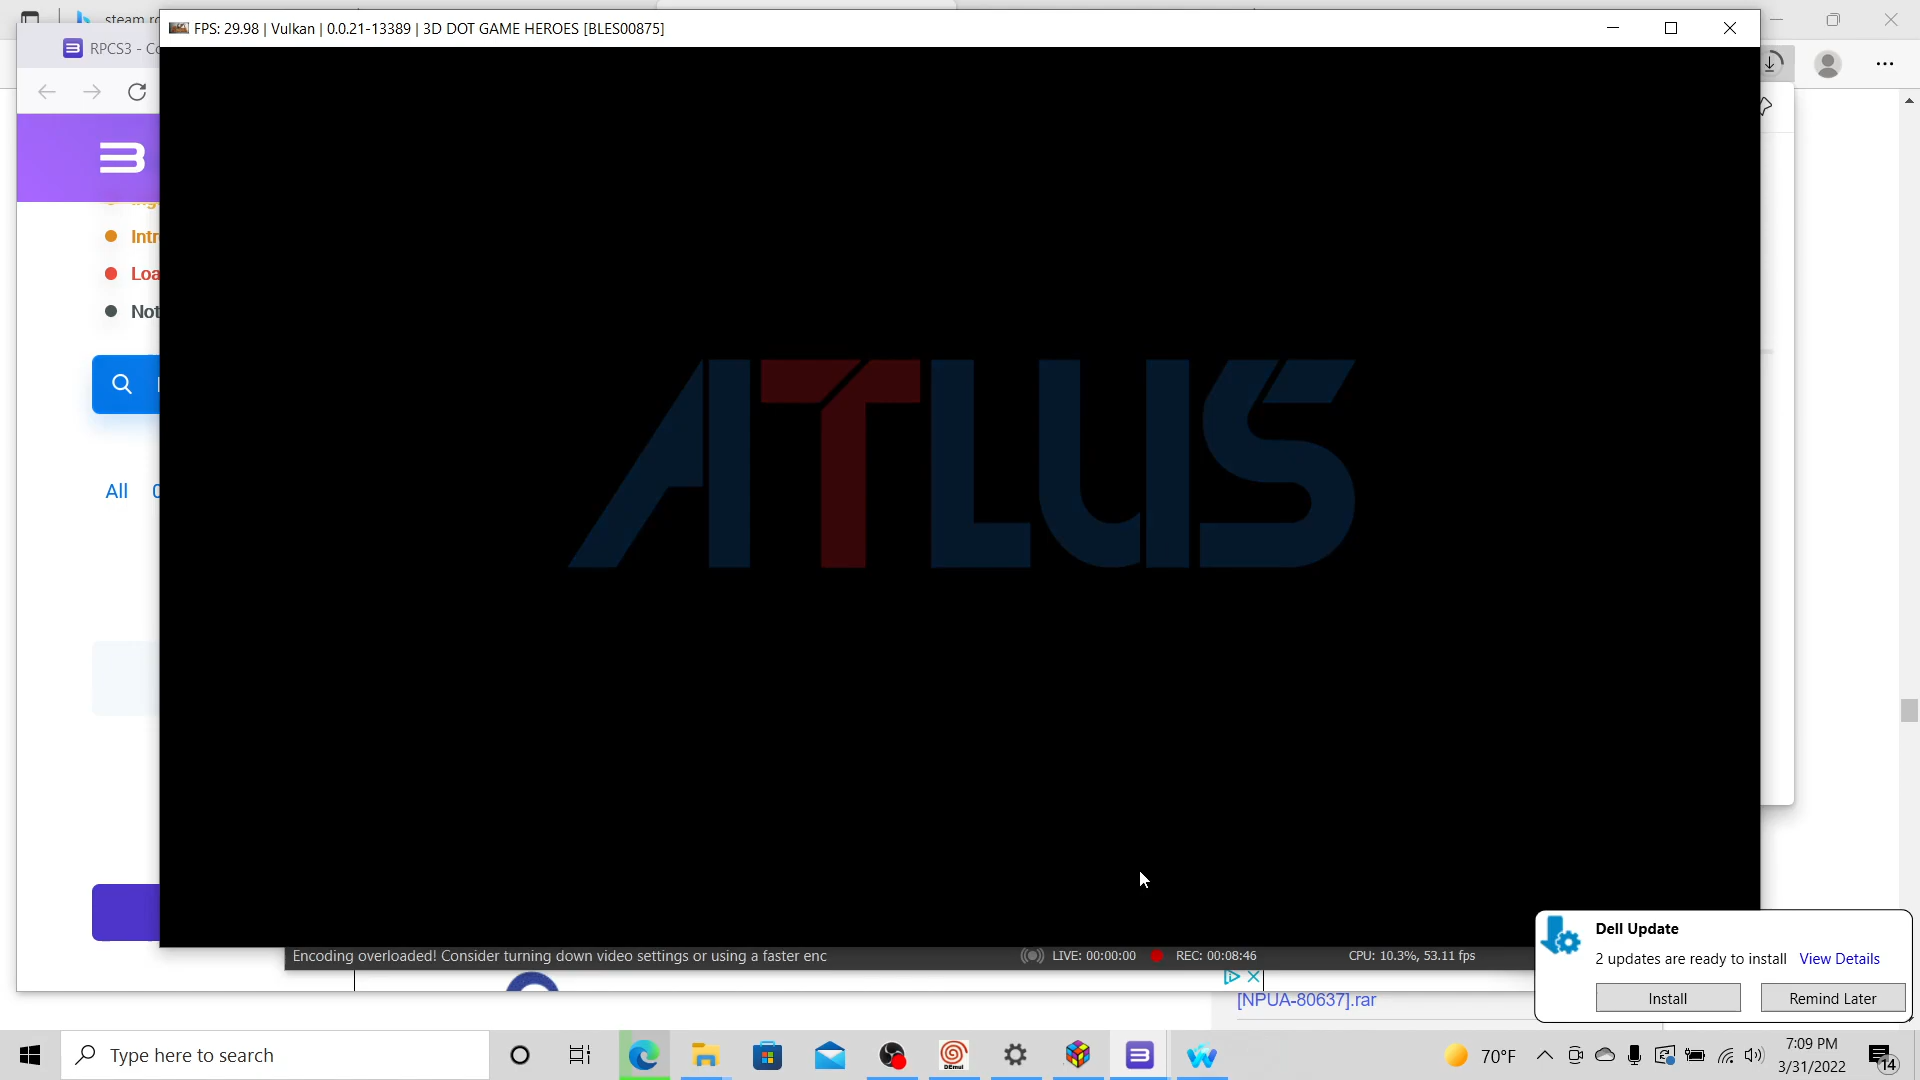 steam
FPS: 29.98 | Vulkan | 0.0.21-13389 | 3D DOT GAME HEROES [BLES00875]
RPCS3 - Co
Intr
Loa
Not
All
ATLUS
Encoding overloaded! Consider turning down video settings or using a faster enc
LIVE: 00:00:00
REC: 00:08:46
CPU: 10.3%, 53.11 fps
[NPUA-80637].rar
Dell Update
2 updates are ready to install View Details
Install
Remind Later
Type here to search
DEmul
70°F
7:09 PM
3/31/2022
14